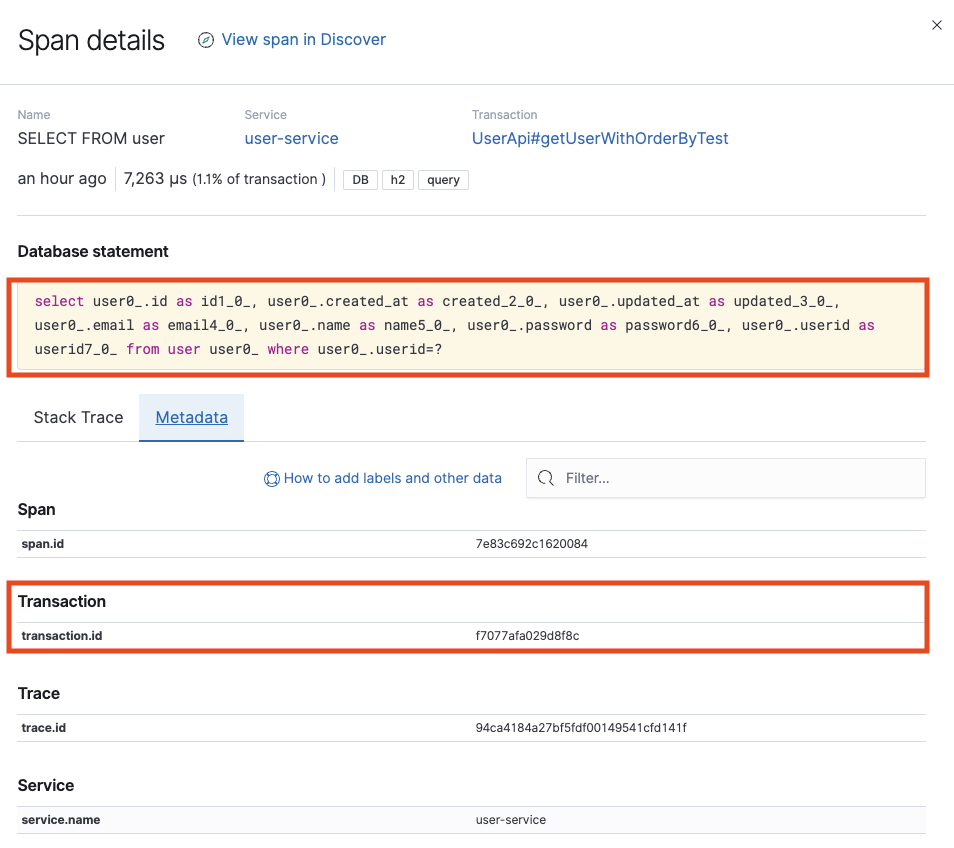 Span details
View span in Discover
Name
Service
Transaction
SELECT FROM user
user-service
UserApi#getUserWithOrderByTest
an hour ago
7,263 μs (1.1% of transaction )
DB
h2
query
Database statement
select user0_.id as id1_0_, user0_.created_at as created_2_0_, user0_.updated_at as updated_3_0_,
user0_.email as email4_0_, user0_.name as name5_0_, user0_.password as password6_0_, user0_.userid as
userid7_0_ from user user0_ where user0_.userid=?
Stack Trace
Metadata
How to add labels and other data
Filter...
Span
span.id
7e83c692c1620084
Transaction
transaction.id
f7077afa029d8f8c
Trace
trace.id
94ca4184a27bf5fdf00149541cfd141f
Service
service.name
user-service